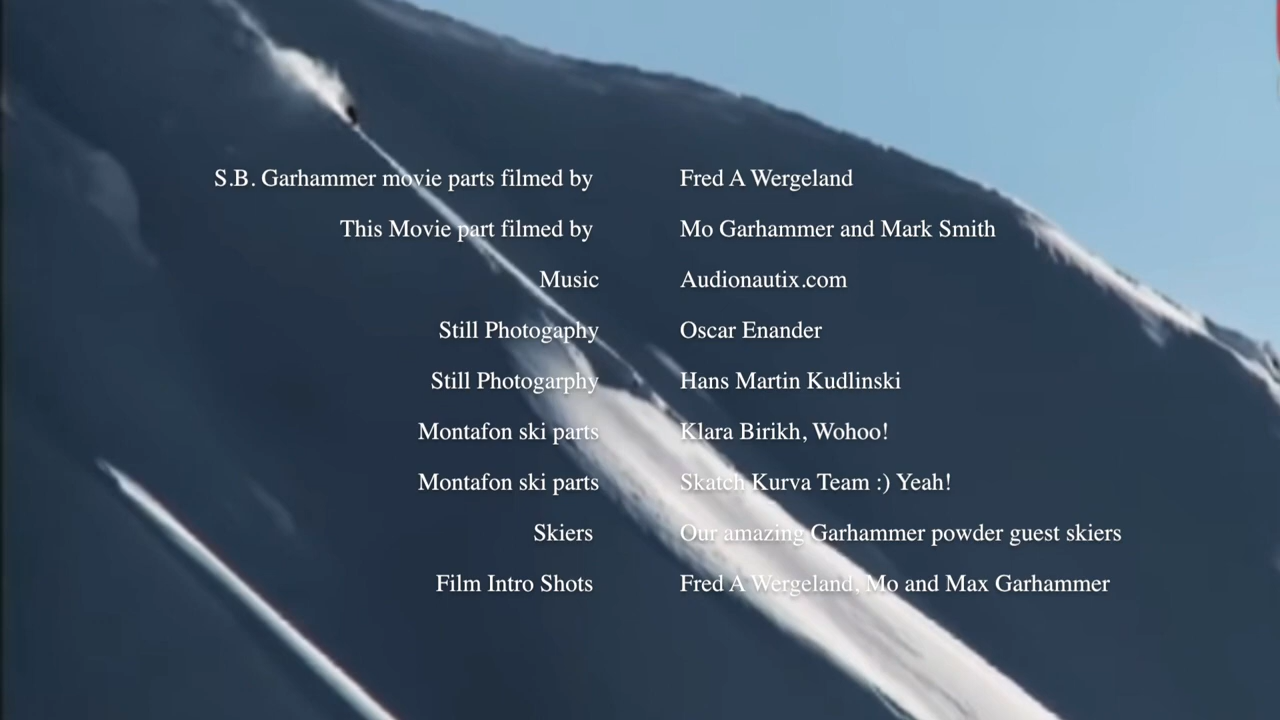 S.B. Garhammer movie parts filmed by Fred A Wergeland
This Movie part filmed by Mo Garhammer and Mark Smith
Music Audionautix.com
Still Photogaphy Oscar Enander
Still Photogarphy Hans Martin Kudlinski
Montafon ski parts Klara Birikh, Wohoo!
Montafon ski parts Skatch Kurva Team :) Yeah!
Skiers Our amazing Garhammer powder guest skiers
Film Intro Shots Fred A Wergeland, Mo and Max Garhammer